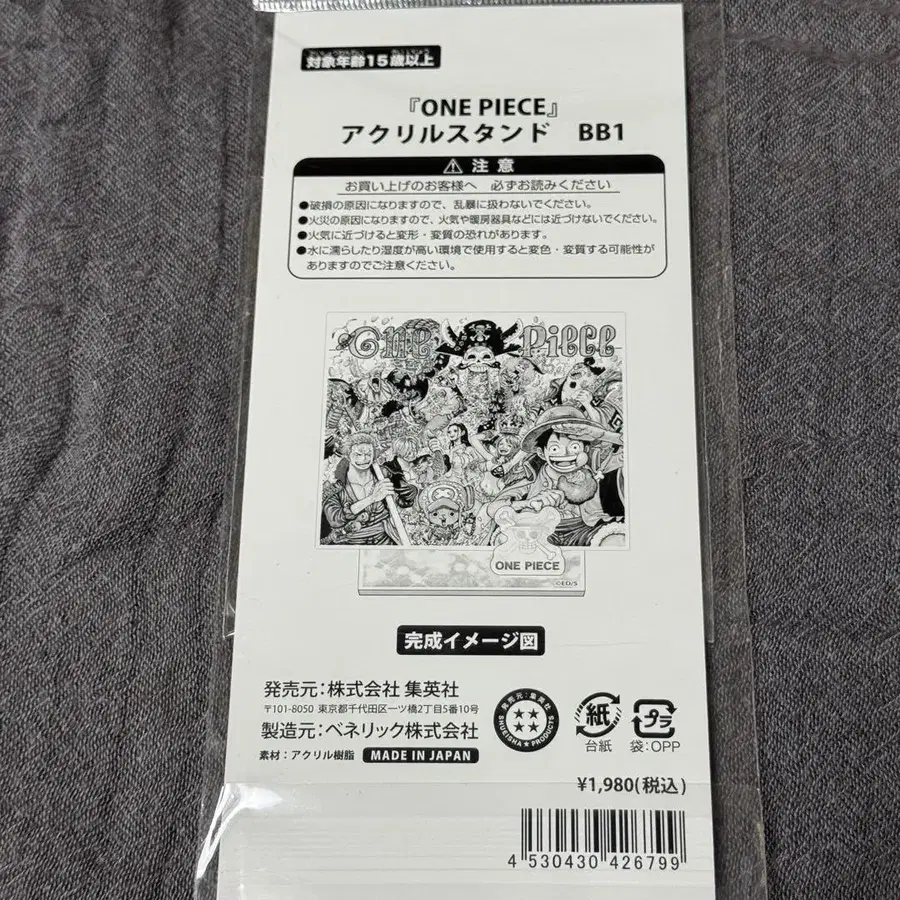 対象年齢15歳以上
『ONE PIECE』
アクリルスタンド BB1
⚠ 注意
お買い上げのお客様へ 必ずお読みください
●破損の原因になりますので、乱暴に扱わないでください。
●火災の原因になりますので、火気や暖房器具などには近づけないでください。
●火気に近づけると変形・変質の恐れがあります。
●水に濡らしたり湿度が高い環境で使用すると変色・変質する可能性が
ありますのでご注意ください。
ONE PIECE
ONE PIECE
©EO/S
完成イメージ図
発売元:株式会社 集英社
〒101-8050 東京都千代田区一ツ橋2丁目5番10号
製造元:ベネリック株式会社
素材:アクリル樹脂 MADE IN JAPAN
発売元:集英社
SHUEISHA★PRODUCTS
紙
台紙
プラ
袋:OPP
¥1,980(税込)
4 530430 426799